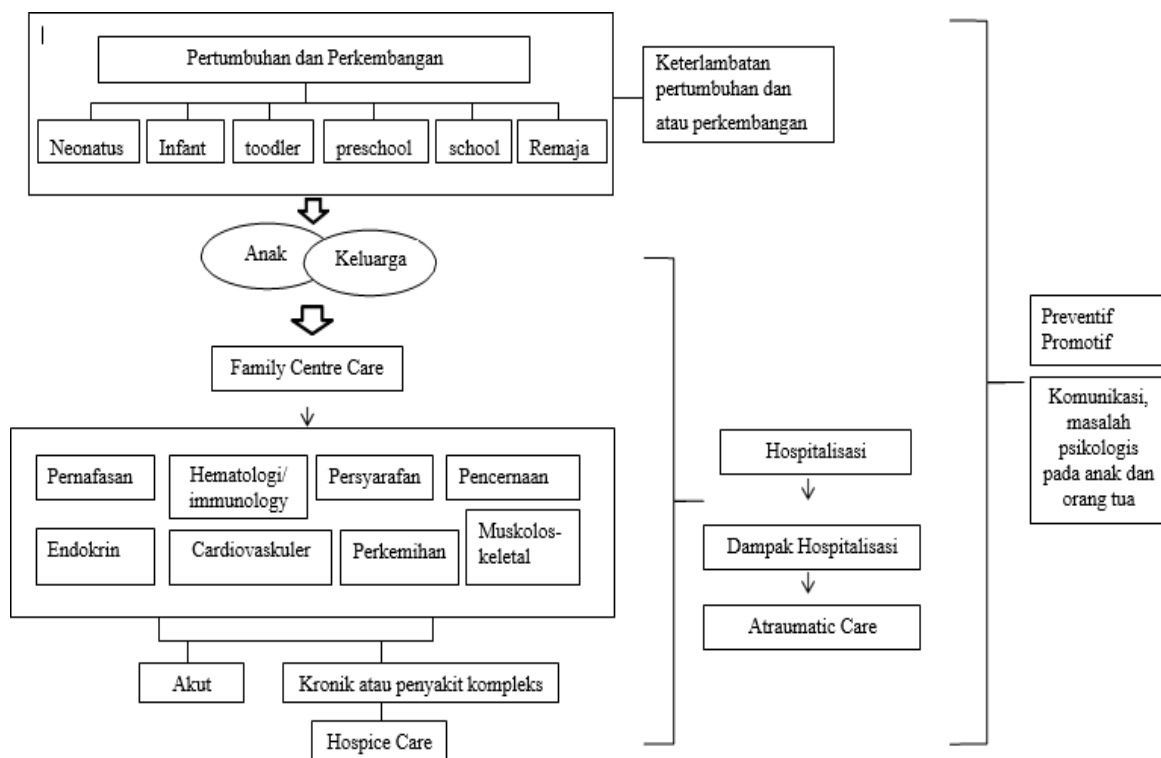 Pertumbuhan dan Perkembangan
Neonatus
Infant
toodler
preschool
school
Remaja
Keterlambatan
pertumbuhan dan
atau perkembangan
Anak
Keluarga
Family Centre Care
Pernafasan
Hematologi/
immunology
Persyarafan
Pencernaan
Endokrin
Cardiovaskuler
Perkemihan
Muskolos-
keletal
Akut
Kronik atau penyakit kompleks
Hospice Care
Hospitalisasi
Dampak Hospitalisasi
Atraumatic Care
Preventif
Promotif
Komunikasi,
masalah
psikologis
pada anak dan
orang tua